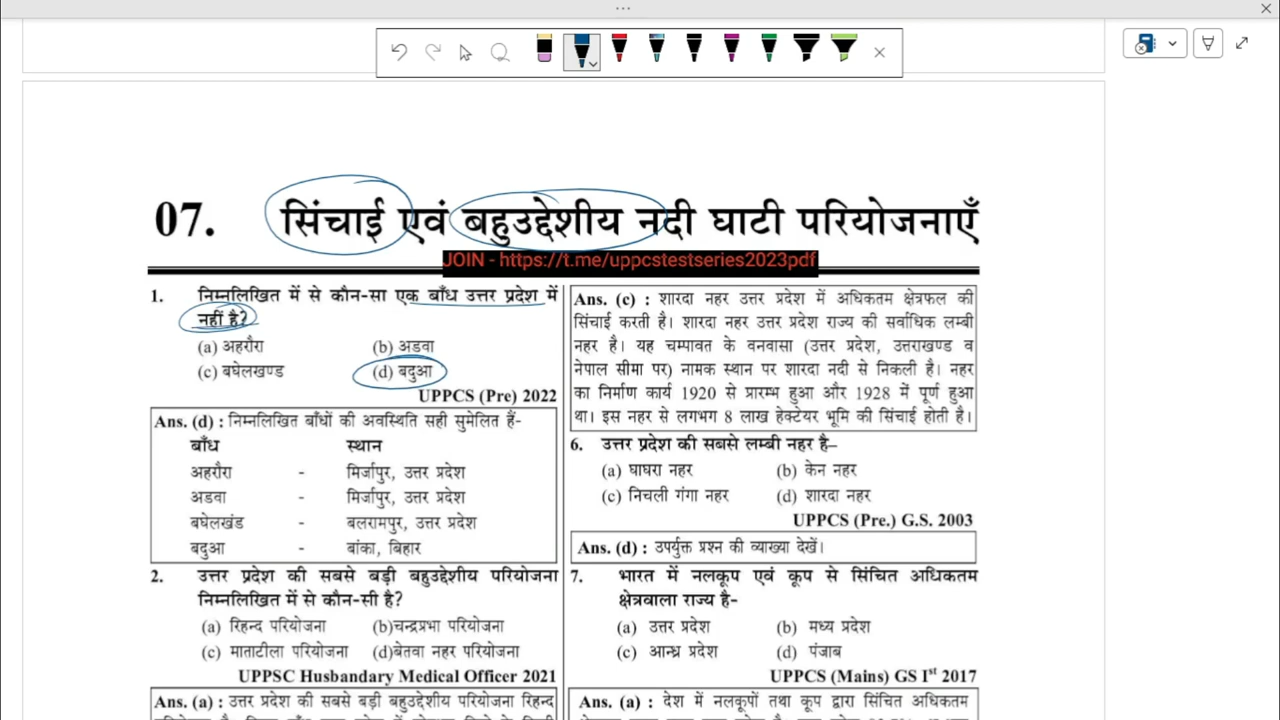 07. सिंचाई एवं बहुउद्देशीय नदी घाटी परियोजनाएँ
JOIN - https://t.me/uppcstestseries2023pdf
1. निम्नलिखित में से कौन-सा एक बाँध उत्तर प्रदेश में
नहीं है?
(a) अहरौरा (b) अडवा
(c) बघेलखण्ड (d) बदुआ
UPPCS (Pre) 2022
Ans. (d) : निम्नलिखित बाँधों की अवस्थिति सही सुमेलित हैं-
बाँध स्थान
अहरौरा - मिर्जापुर, उत्तर प्रदेश
अडवा - मिर्जापुर, उत्तर प्रदेश
बघेलखंड - बलरामपुर, उत्तर प्रदेश
बदुआ - बांका, बिहार
2. उत्तर प्रदेश की सबसे बड़ी बहुउद्देशीय परियोजना
निम्नलिखित में से कौन-सी है?
(a) रिहन्द परियोजना (b)चन्द्रप्रभा परियोजना
(c) माताटीला परियोजना (d)बेतवा नहर परियोजना
UPPSC Husbandary Medical Officer 2021
Ans. (a) : उत्तर प्रदेश की सबसे बड़ी बहुउद्देशीय परियोजना रिहन्द
Ans. (c) : शारदा नहर उत्तर प्रदेश में अधिकतम क्षेत्रफल की
सिंचाई करती है। शारदा नहर उत्तर प्रदेश राज्य की सर्वाधिक लम्बी
नहर है। यह चम्पावत के वनवासा (उत्तर प्रदेश, उत्तराखण्ड व
नेपाल सीमा पर) नामक स्थान पर शारदा नदी से निकली है। नहर
का निर्माण कार्य 1920 से प्रारम्भ हुआ और 1928 में पूर्ण हुआ
था। इस नहर से लगभग 8 लाख हेक्टेयर भूमि की सिंचाई होती है।
6. उत्तर प्रदेश की सबसे लम्बी नहर है–
(a) घाघरा नहर (b) केन नहर
(c) निचली गंगा नहर (d) शारदा नहर
UPPCS (Pre.) G.S. 2003
Ans. (d) : उपर्युक्त प्रश्न की व्याख्या देखें।
7. भारत में नलकूप एवं कूप से सिंचित अधिकतम
क्षेत्रवाला राज्य है-
(a) उत्तर प्रदेश (b) मध्य प्रदेश
(c) आन्ध्र प्रदेश (d) पंजाब
UPPCS (Mains) GS Iˢᵗ 2017
Ans. (a) : देश में नलकूपों तथा कूप द्वारा सिंचित अधिकतम